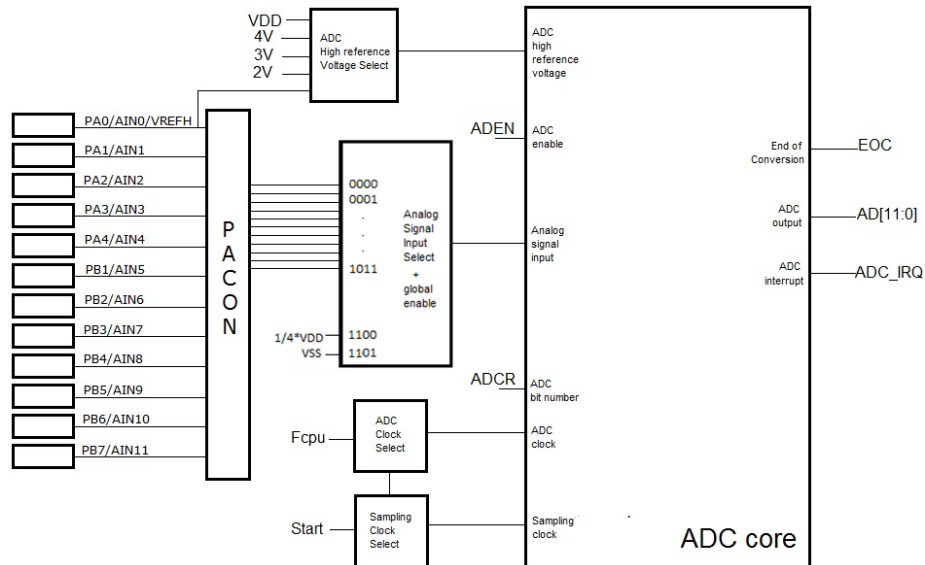 VDD
4V
3V
2V
ADC
High reference
Voltage Select
ADC
high
reference
voltage
PA0/AIN0/VREFH
PA1/AIN1
PA2/AIN2
PA3/AIN3
PA4/AIN4
PB1/AIN5
PB2/AIN6
PB3/AIN7
PB4/AIN8
PB5/AIN9
PB6/AIN10
PB7/AIN11
P
A
C
O
N
0000
0001
.
.
.
1011
1/4*VDD
1100
VSS
1101
Analog
Signal
Input
Select
+
global
enable
ADEN
ADC
enable
Analog
signal
input
ADCR
ADC
bit number
Fcpu
ADC
Clock
Select
ADC
clock
Start
Sampling
Clock
Select
Sampling
clock
End of
Conversion
EOC
ADC
output
AD[11:0]
ADC
interrupt
ADC_IRQ
ADC core